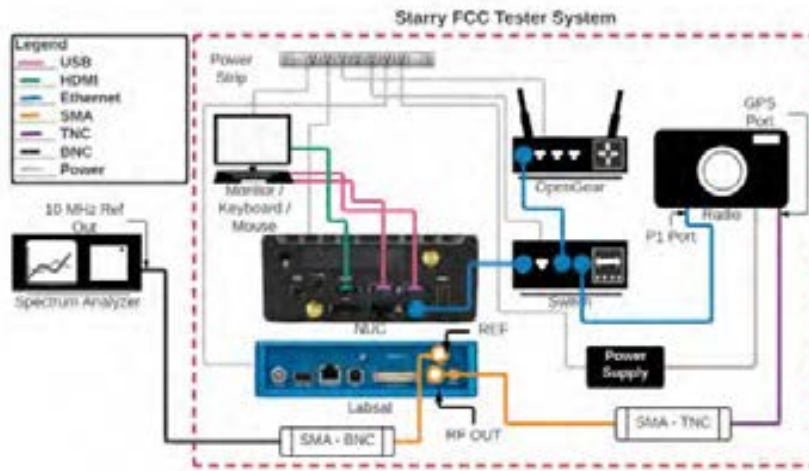 Starry FCC Tester System
Legend
USB
HDMI
Ethernet
SMA
TNC
BNC
Power
Power
Strip
GPS
Port
OpenGear
Monitor /
Keyboard /
Mouse
10 MHz Ref
Out
Radio
P1 Port
Spectrum Analyzer
Switch
NUC
REF
Power
Supply
Labsat
SMA - BNC
RF OUT
SMA - TNC